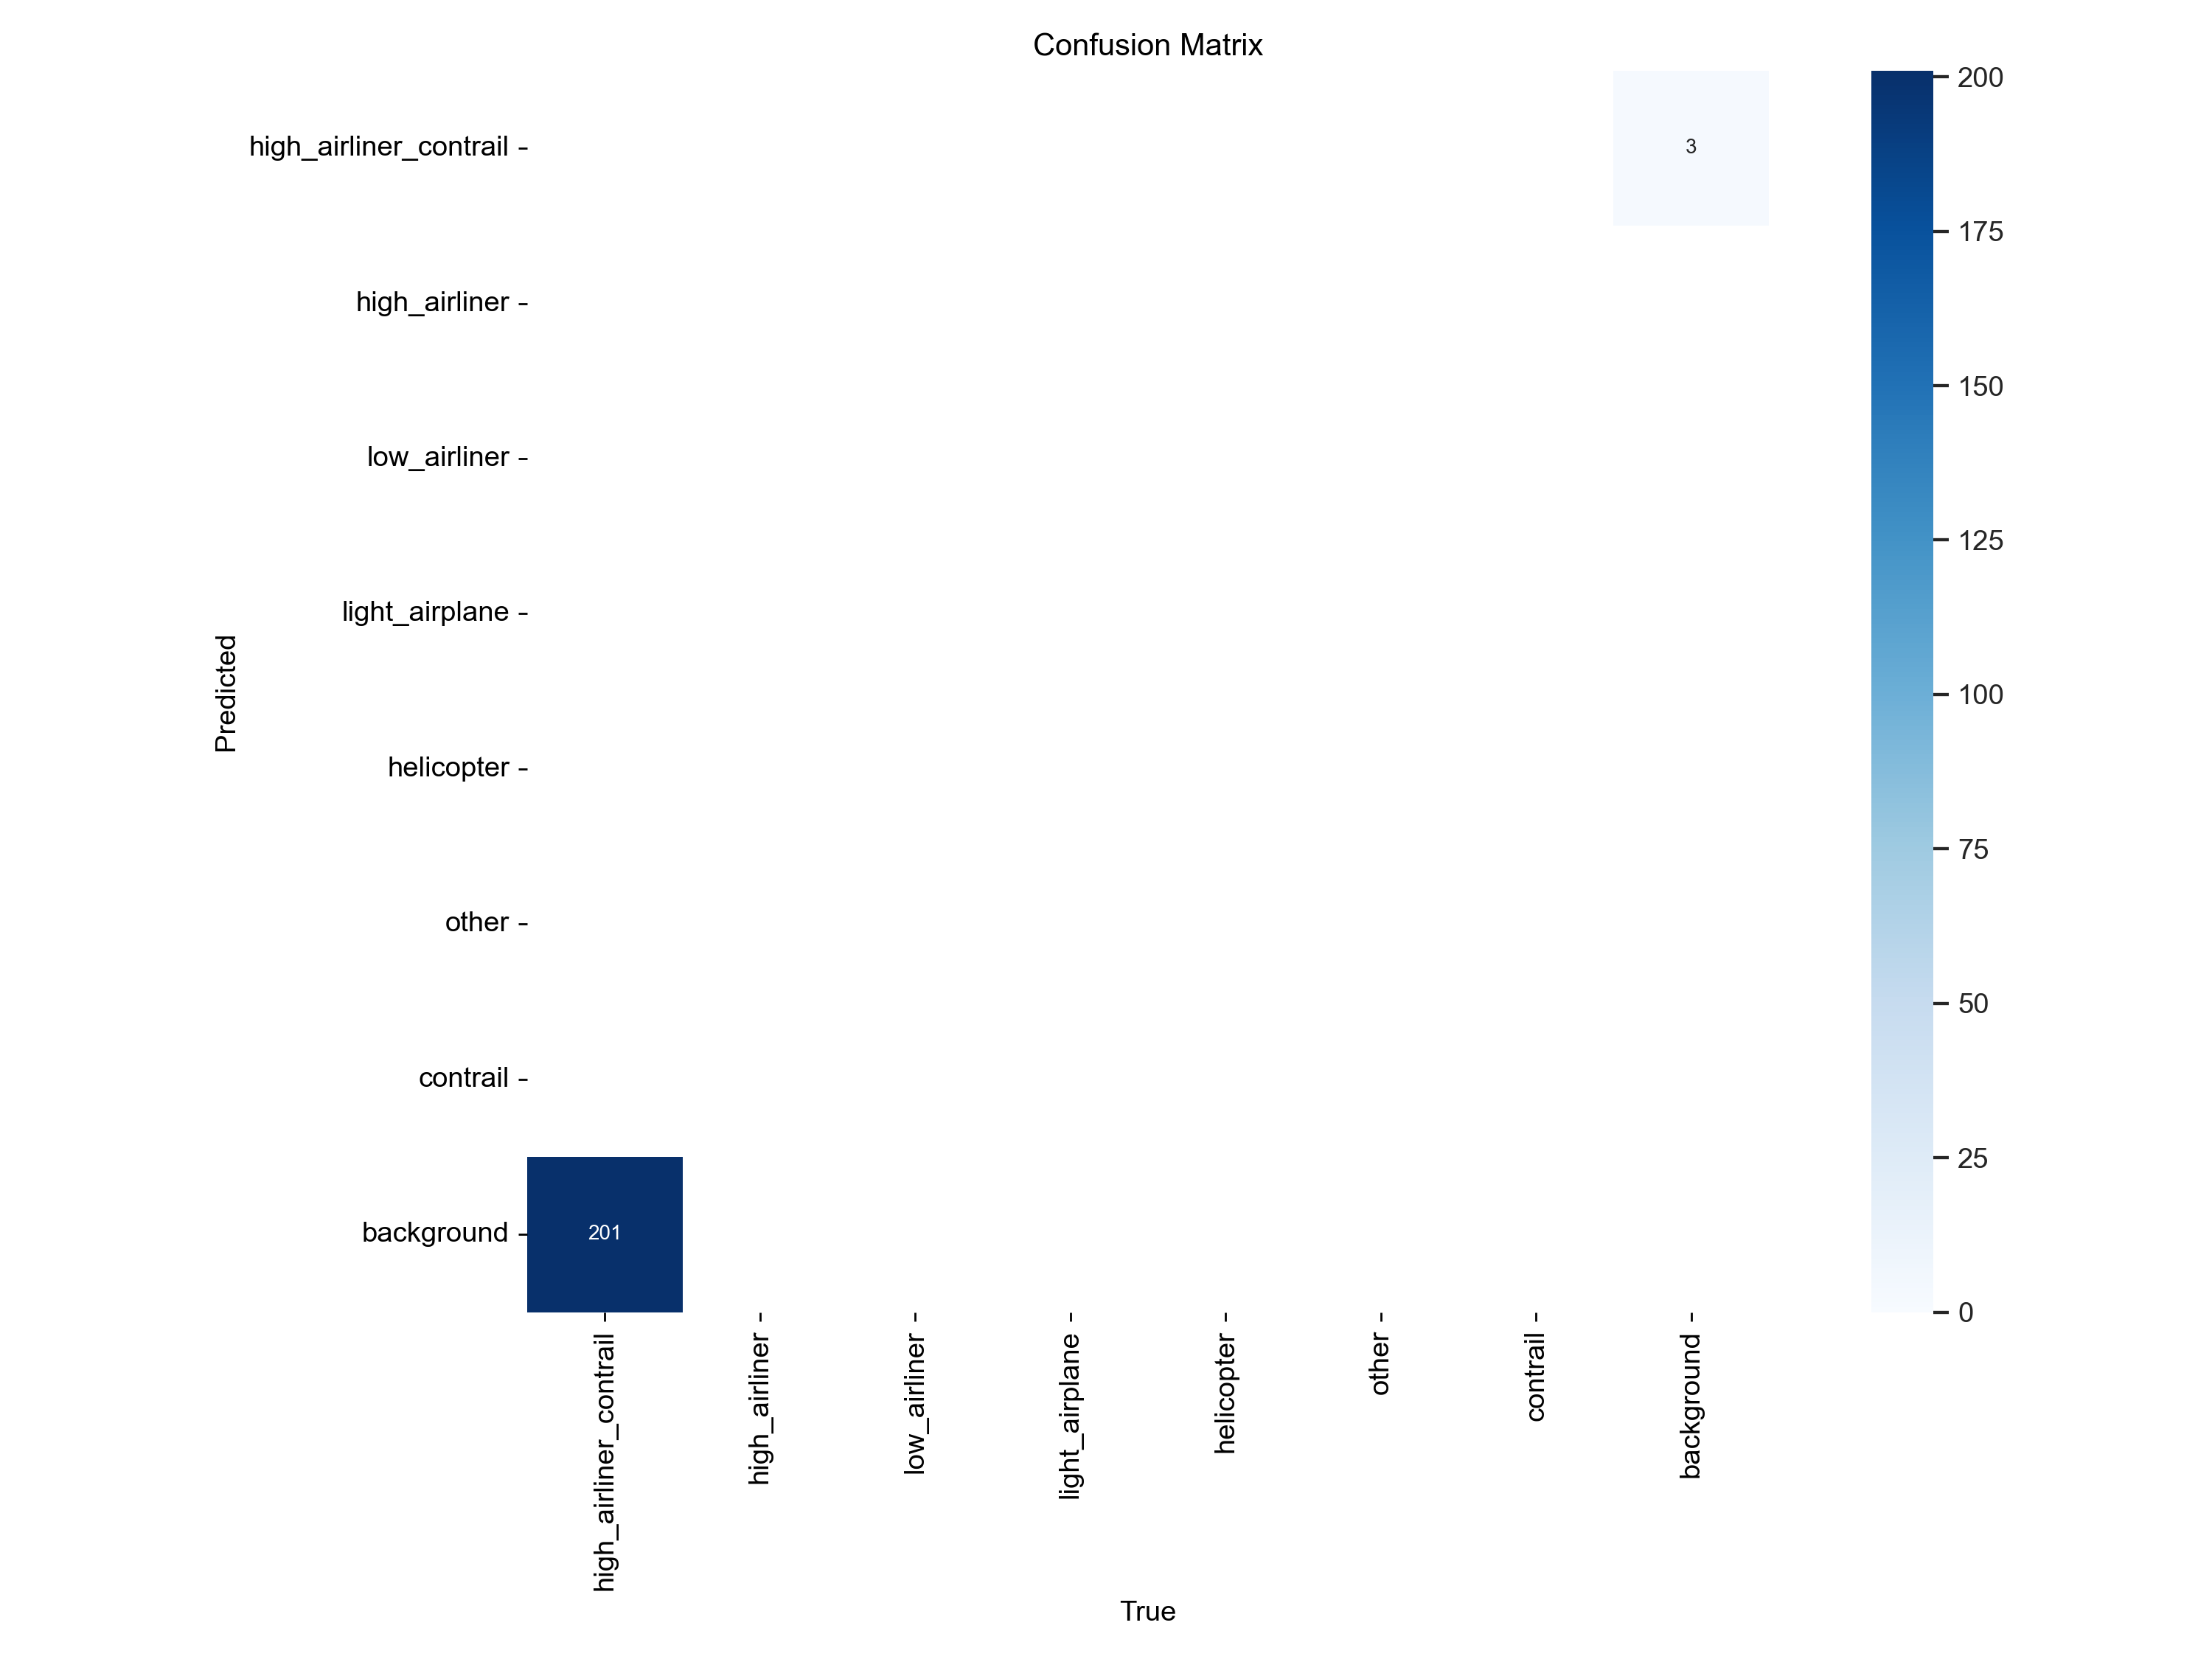 Confusion Matrix
high_airliner_contrail
high_airliner
low_airliner
light_airplane
helicopter
other
contrail
background
Predicted
3
201
high_airliner_contrail
high_airliner
low_airliner
light_airplane
helicopter
other
contrail
background
True
200
175
150
125
100
75
50
25
0